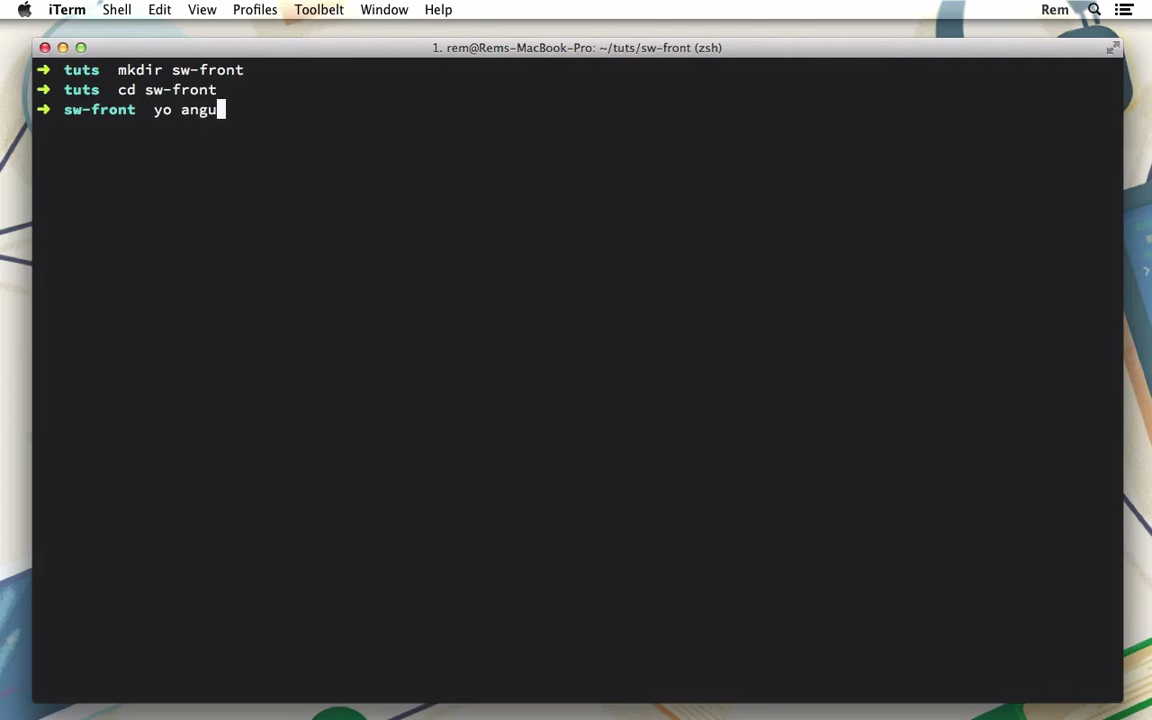 iTerm Shell Edit View Profiles Toolbelt Window Help Rem
1. rem@Rems-MacBook-Pro: ~/tuts/sw-front (zsh)
➜ tuts mkdir sw-front
➜ tuts cd sw-front
➜ sw-front yo angu